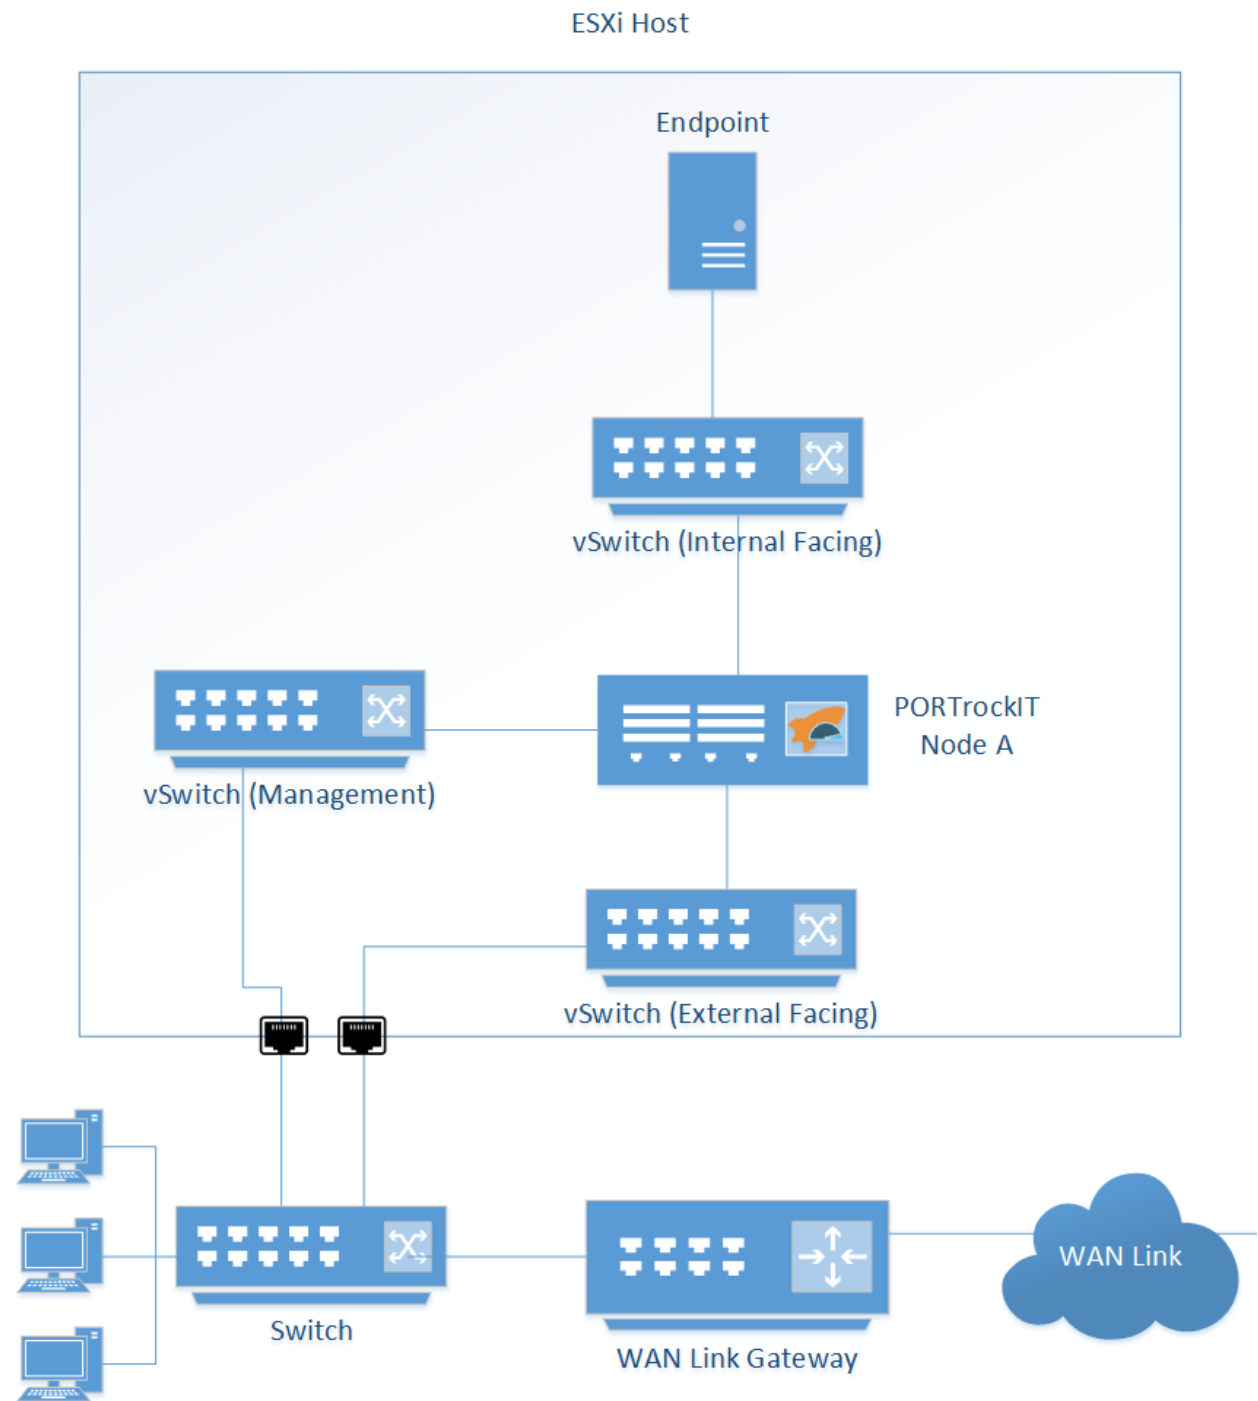 ESXi Host
Endpoint
vSwitch (Internal Facing)
PORTrockIT
Node A
vSwitch (Management)
vSwitch (External Facing)
WAN Link
Switch
WAN Link Gateway